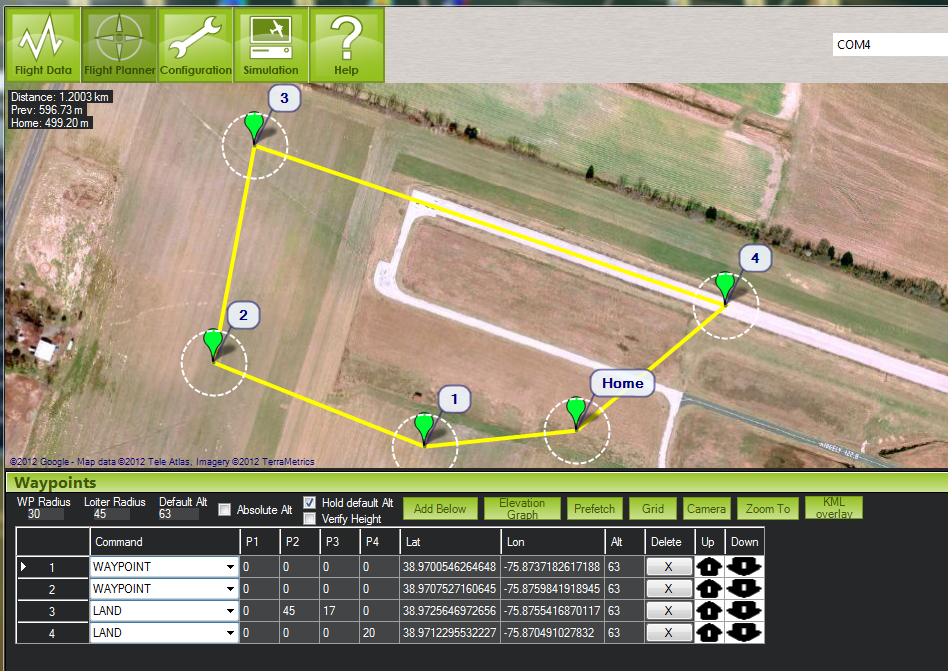 Flight Data Flight Planner Configuration Simulation Help
COM4
Distance: 1.2003 km
Prev: 596.73 m
Home: 499.20 m
3
4
2
Home
1
©2012 Google - Map data ©2012 Tele Atlas, Imagery ©2012 TerraMetrics
Waypoints
WP Radius Loiter Radius Default Alt
30 45 63
Absolute Alt
Hold default Alt
Verify Height
Add Below
Elevation Graph
Prefetch
Grid
Camera
Zoom To
KML overlay
Command P1 P2 P3 P4 Lat Lon Alt Delete Up Down
1 WAYPOINT 0 0 0 0 38.9700546264648 -75.8737182617188 63 X
2 WAYPOINT 0 0 0 0 38.9707527160645 -75.8759841918945 63 X
3 LAND 0 45 17 0 38.9725646972656 -75.8755416870117 63 X
4 LAND 0 0 0 20 38.9712295532227 -75.870491027832 63 X